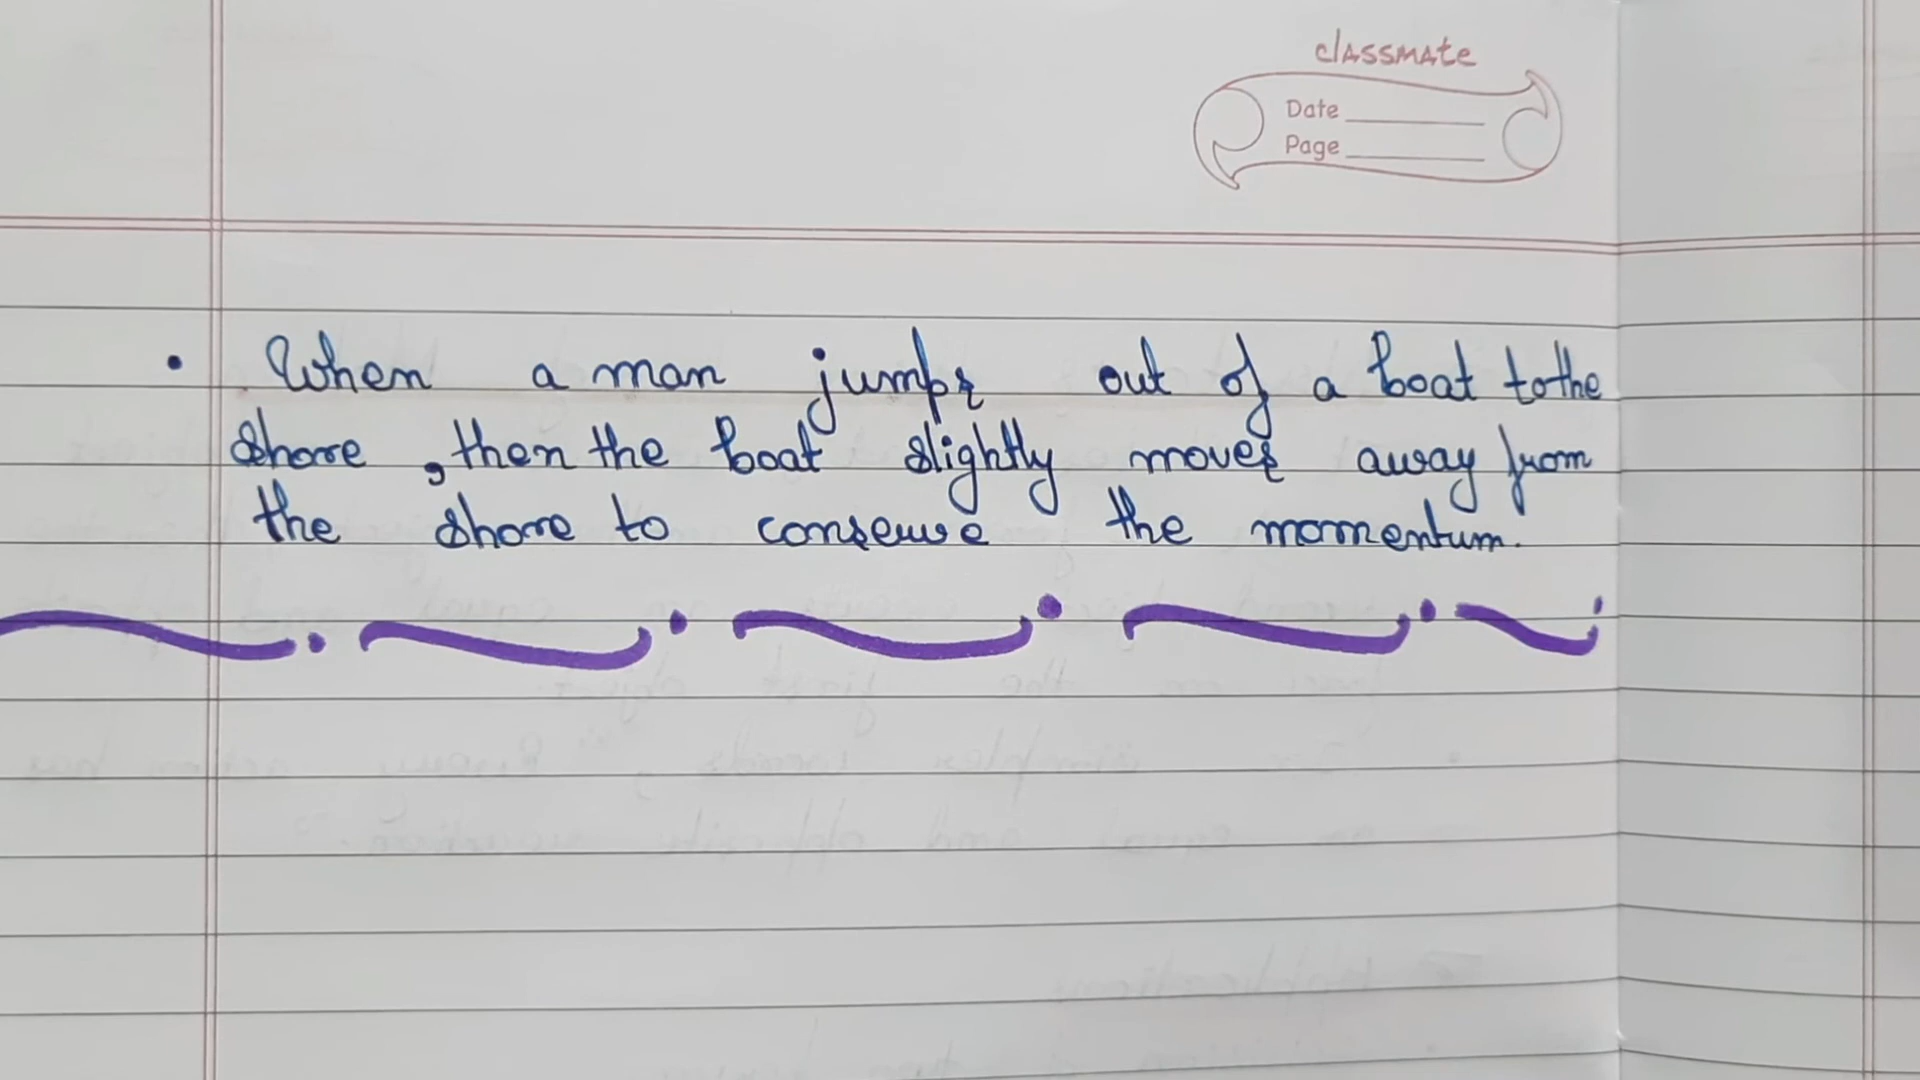 classmate
Date
Page
• When a man jumps out of a boat to the
shore , then the boat slightly moves away from
the shore to conserve the momentum.